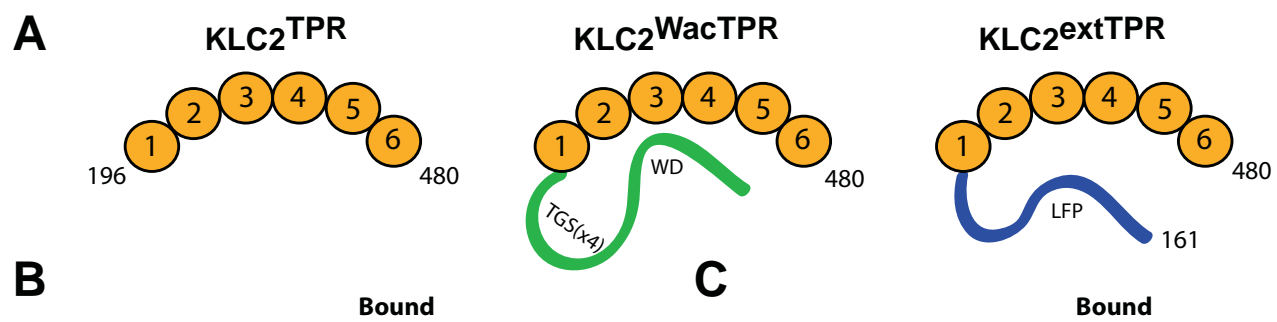 A
KLC2TPR KLC2WacTPR KLC2extTPR
1 2 3 4 5 6
196 480
1 2 3 4 5 6
WD
TGS(x4)
480
1 2 3 4 5 6
LFP
480
161
B C
Bound Bound